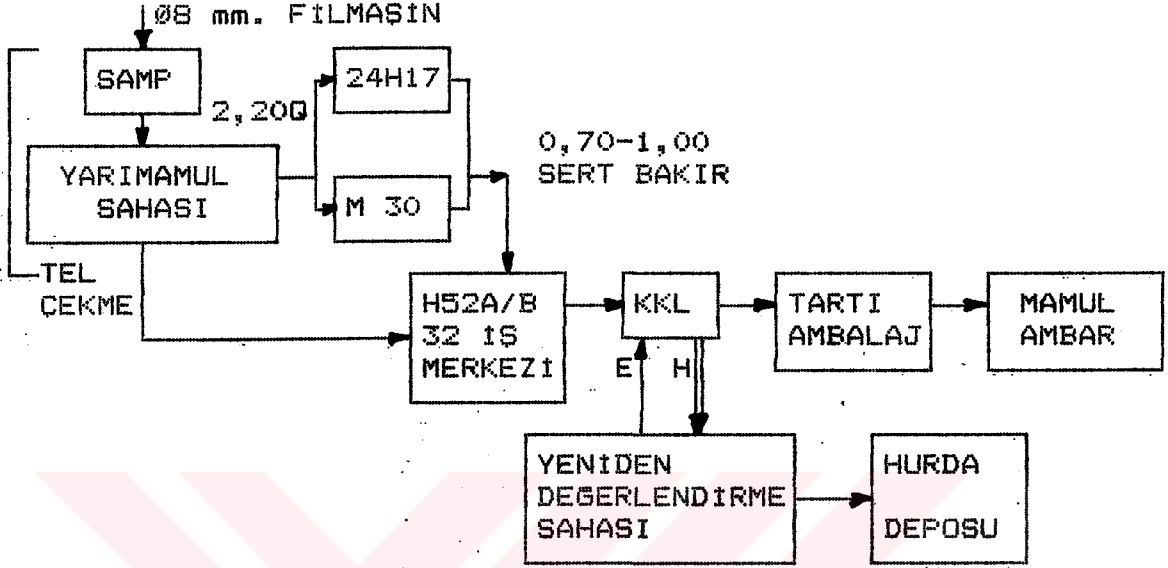 Ø8 mm. FİLMAŞİN
SAMP
2,20Q
24H17
YARIMAMUL
SAHASI
M 30
0,70-1,00
SERT BAKIR
TEL
ÇEKME
H52A/B
32 İŞ
MERKEZİ
KKL
TARTI
AMBALAJ
MAMUL
AMBAR
E H
YENİDEN
DEĞERLENDİRME
SAHASI
HURDA
DEPOSU